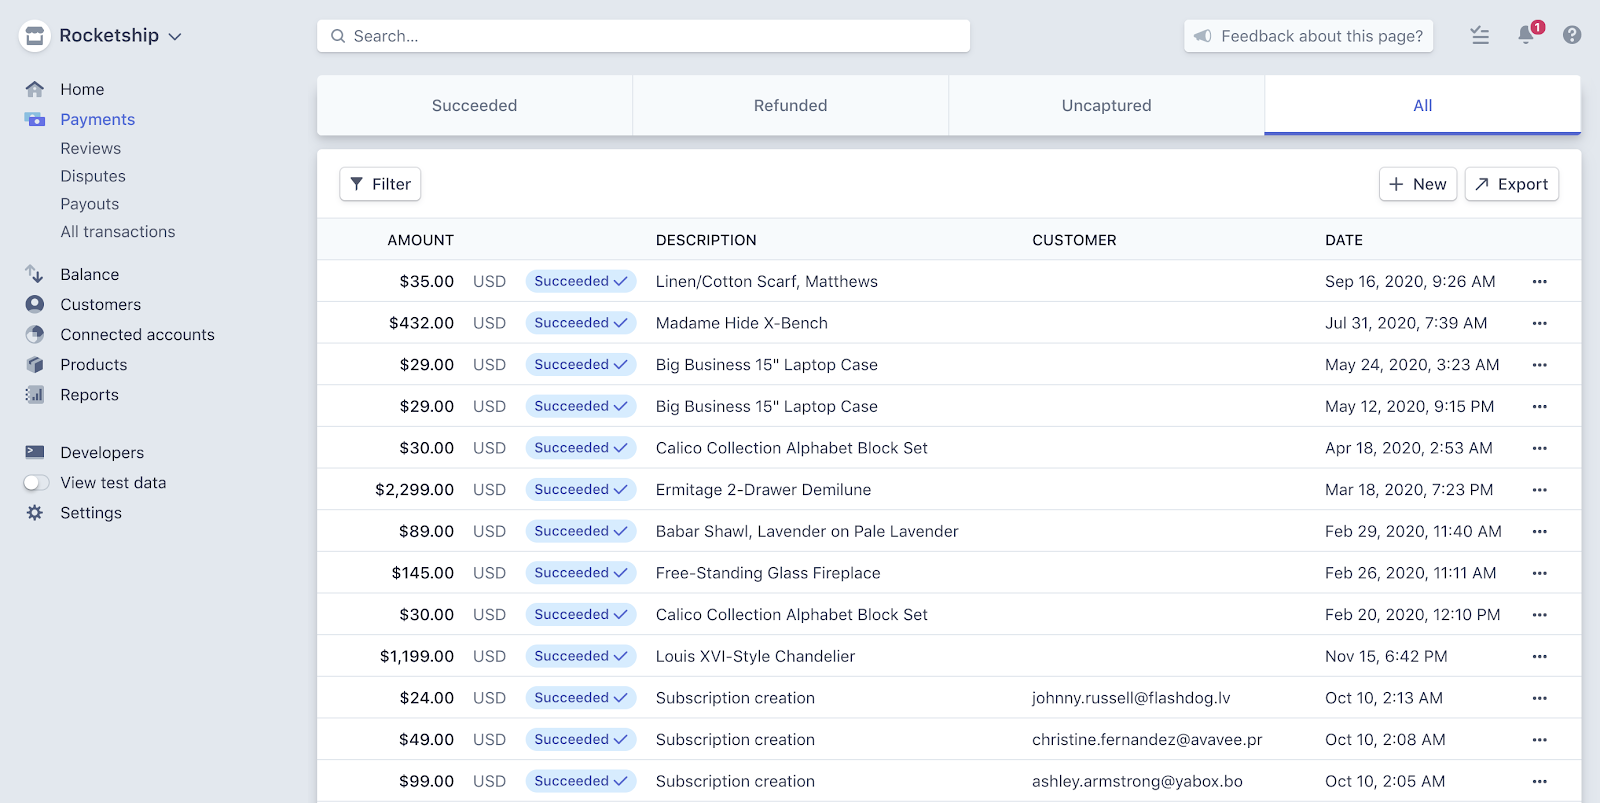 Rocketship
Search...
Feedback about this page?
1
Home
Payments
Reviews
Disputes
Payouts
All transactions
Balance
Customers
Connected accounts
Products
Reports
Developers
View test data
Settings
Succeeded Refunded Uncaptured All
Filter New Export
AMOUNT DESCRIPTION CUSTOMER DATE
$35.00 USD Succeeded Linen/Cotton Scarf, Matthews Sep 16, 2020, 9:26 AM
$432.00 USD Succeeded Madame Hide X-Bench Jul 31, 2020, 7:39 AM
$29.00 USD Succeeded Big Business 15" Laptop Case May 24, 2020, 3:23 AM
$29.00 USD Succeeded Big Business 15" Laptop Case May 12, 2020, 9:15 PM
$30.00 USD Succeeded Calico Collection Alphabet Block Set Apr 18, 2020, 2:53 AM
$2,299.00 USD Succeeded Ermitage 2-Drawer Demilune Mar 18, 2020, 7:23 PM
$89.00 USD Succeeded Babar Shawl, Lavender on Pale Lavender Feb 29, 2020, 11:40 AM
$145.00 USD Succeeded Free-Standing Glass Fireplace Feb 26, 2020, 11:11 AM
$30.00 USD Succeeded Calico Collection Alphabet Block Set Feb 20, 2020, 12:10 PM
$1,199.00 USD Succeeded Louis XVI-Style Chandelier Nov 15, 6:42 PM
$24.00 USD Succeeded Subscription creation johnny.russell@flashdog.lv Oct 10, 2:13 AM
$49.00 USD Succeeded Subscription creation christine.fernandez@avavee.pr Oct 10, 2:08 AM
$99.00 USD Succeeded Subscription creation ashley.armstrong@yabox.bo Oct 10, 2:05 AM